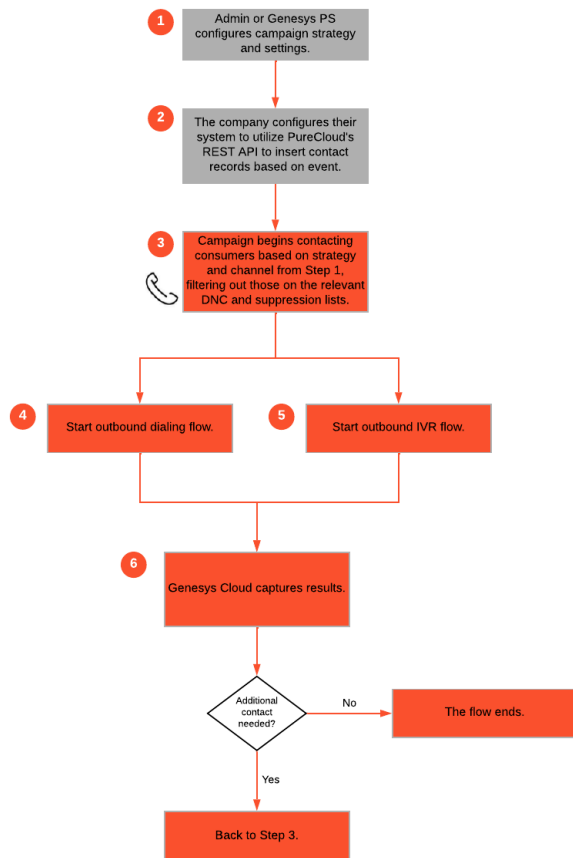 1
Admin or Genesys PS
configures campaign strategy
and settings.
2
The company configures their
system to utilize PureCloud's
REST API to insert contact
records based on event.
3
Campaign begins contacting
consumers based on strategy
and channel from Step 1,
filtering out those on the relevant
DNC and suppression lists.
4
Start outbound dialing flow.
5
Start outbound IVR flow.
6
Genesys Cloud captures results.
Additional
contact
needed?
No
The flow ends.
Yes
Back to Step 3.